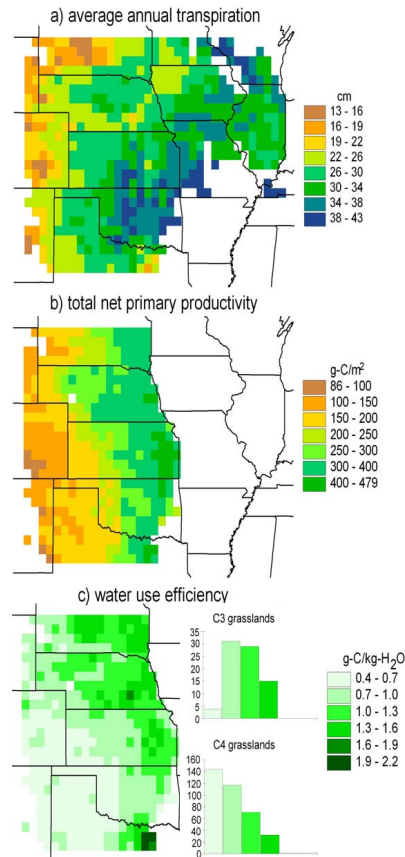 a) average annual transpiration
cm
13 - 16
16 - 19
19 - 22
22 - 26
26 - 30
30 - 34
34 - 38
38 - 43
b) total net primary productivity
g-C/m²
86 - 100
100 - 150
150 - 200
200 - 250
250 - 300
300 - 400
400 - 479
c) water use efficiency
C3 grasslands
35
30
25
20
15
10
5
0
C4 grasslands
160
140
120
100
80
60
40
20
0
g-C/kg-H₂O
0.4 - 0.7
0.7 - 1.0
1.0 - 1.3
1.3 - 1.6
1.6 - 1.9
1.9 - 2.2